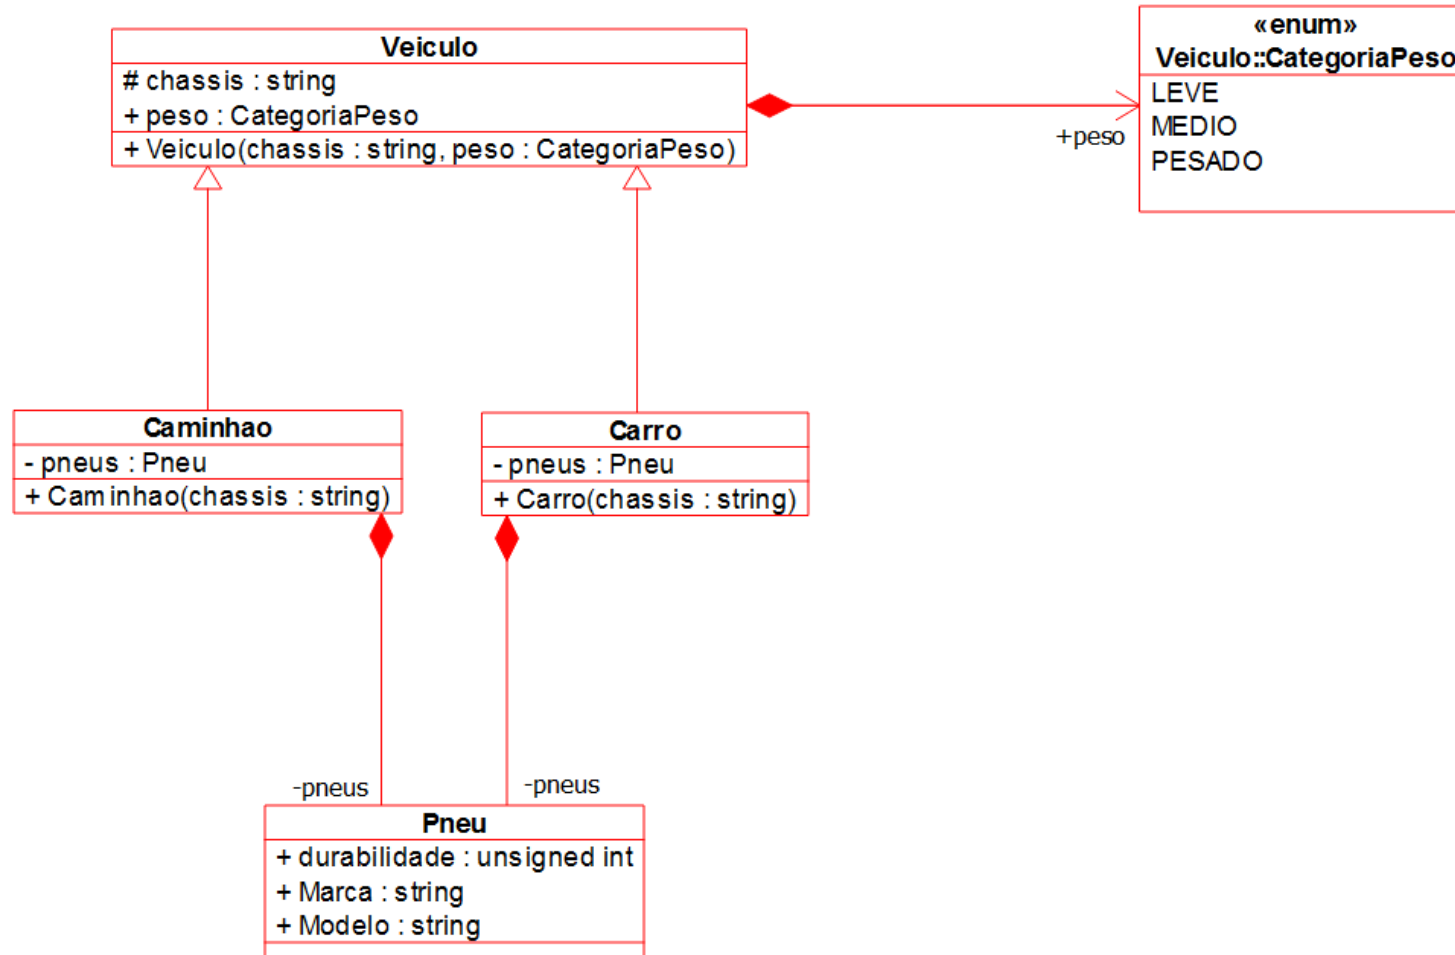 Veiculo
# chassis : string
+ peso : CategoriaPeso
+ Veiculo(chassis : string, peso : CategoriaPeso)
«enum»
Veiculo::CategoriaPeso
LEVE
MEDIO
PESADO
+peso
Caminhao
- pneus : Pneu
+ Caminhao(chassis : string)
Carro
- pneus : Pneu
+ Carro(chassis : string)
-pneus
-pneus
Pneu
+ durabilidade : unsigned int
+ Marca : string
+ Modelo : string